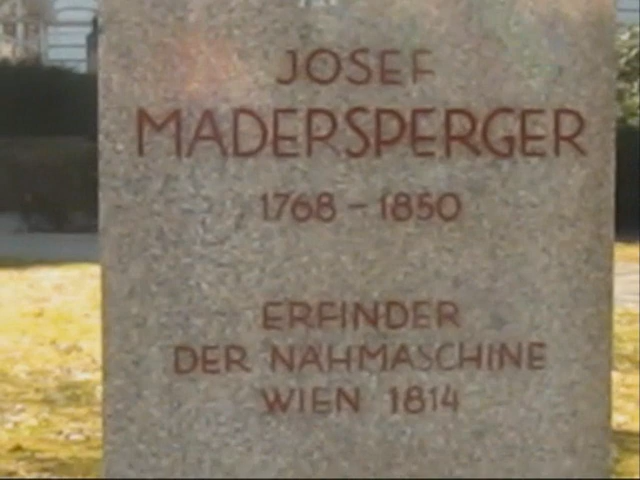 JOSEF
MADERSPERGER
1768 – 1850
ERFINDER
DER NÄHMASCHINE
WIEN 1814